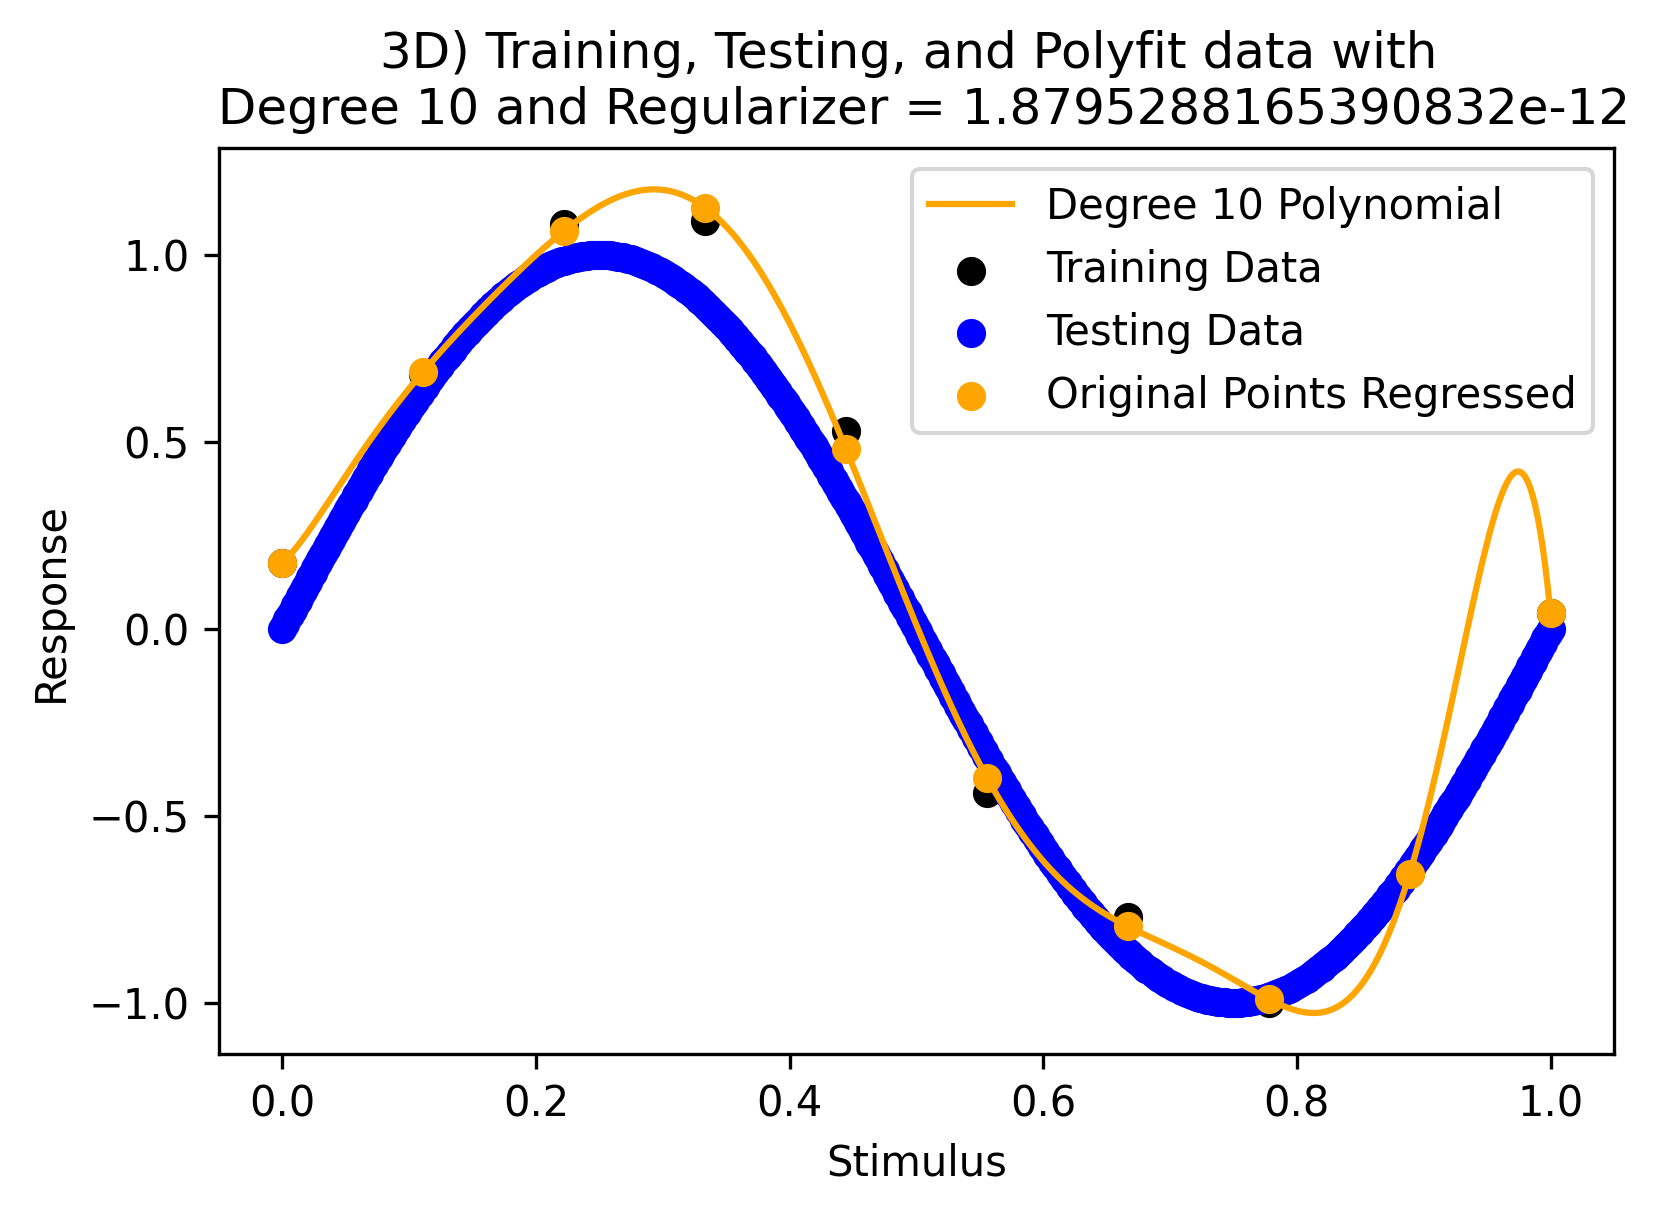 3D) Training, Testing, and Polyfit data with
Degree 10 and Regularizer = 1.8795288165390832e-12
Degree 10 Polynomial
Training Data
Testing Data
Original Points Regressed
1.0
0.5
0.0
−0.5
−1.0
Response
0.0 0.2 0.4 0.6 0.8 1.0
Stimulus